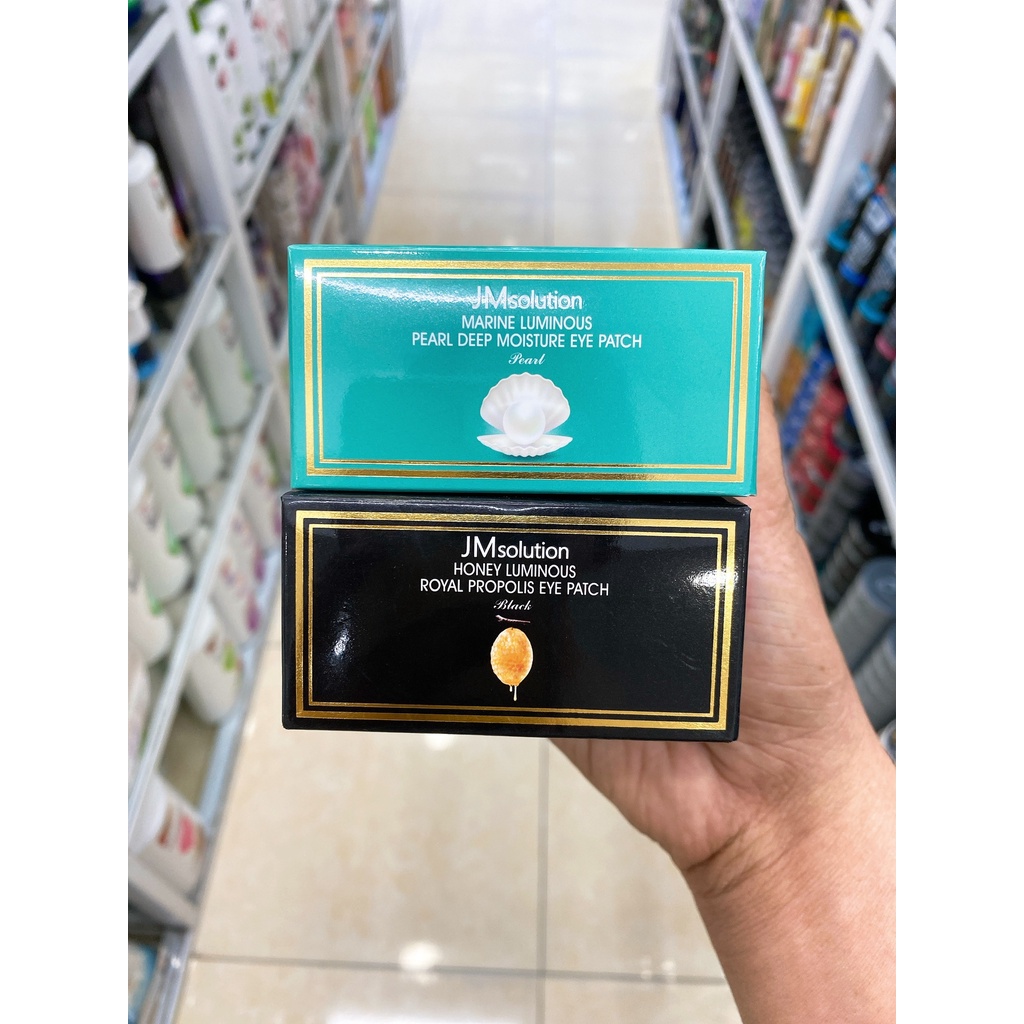 JMsolution
MARINE LUMINOUS
PEARL DEEP MOISTURE EYE PATCH
Pearl
JMsolution
HONEY LUMINOUS
ROYAL PROPOLIS EYE PATCH
Black